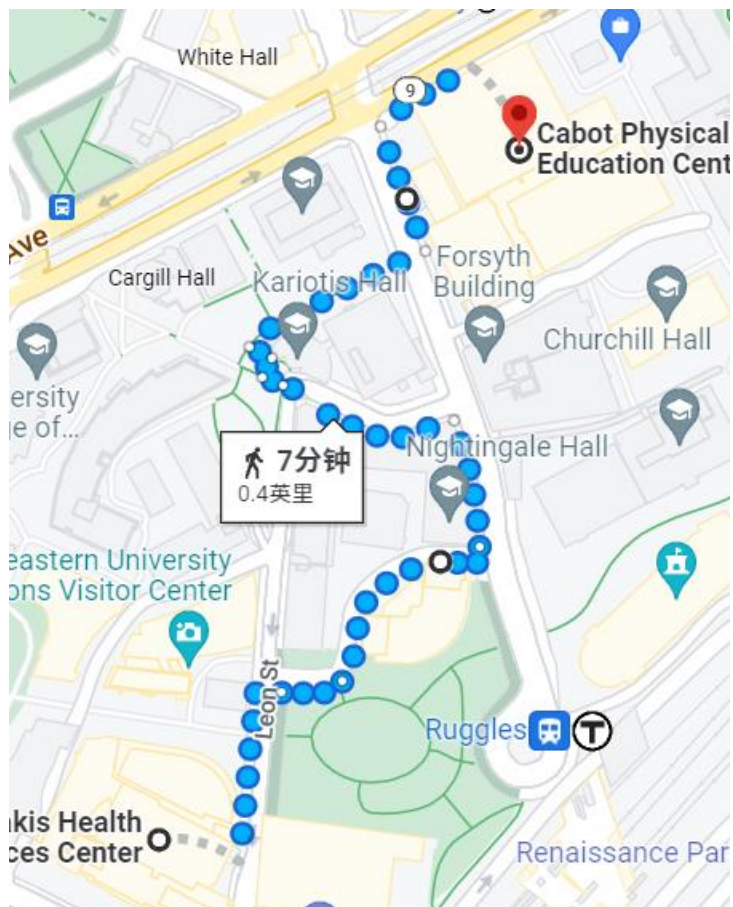 White Hall
9
Cabot Physical
Education Cent
Ave
Cargill Hall
Kariotis Hall
Forsyth
Building
Churchill Hall
ersity
e of...
Nightingale Hall
7分钟
0.4英里
eastern University
ons Visitor Center
Leon St
Ruggles
T
akis Health
ces Center
Renaissance Par